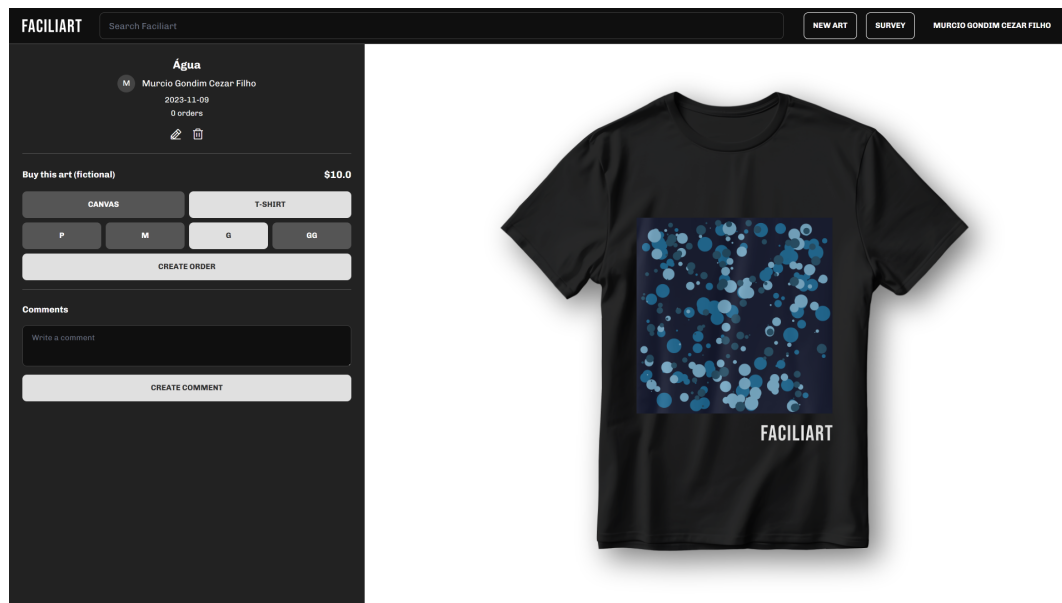 FACILIART
Search Faciliart
NEW ART
SURVEY
MURCIO GONDIM CEZAR FILHO
Água
M Murcio Gondim Cezar Filho
2023-11-09
0 orders
Buy this art (fictional) $10.0
CANVAS T-SHIRT
P M G GG
CREATE ORDER
Comments
Write a comment
CREATE COMMENT
FACILIART